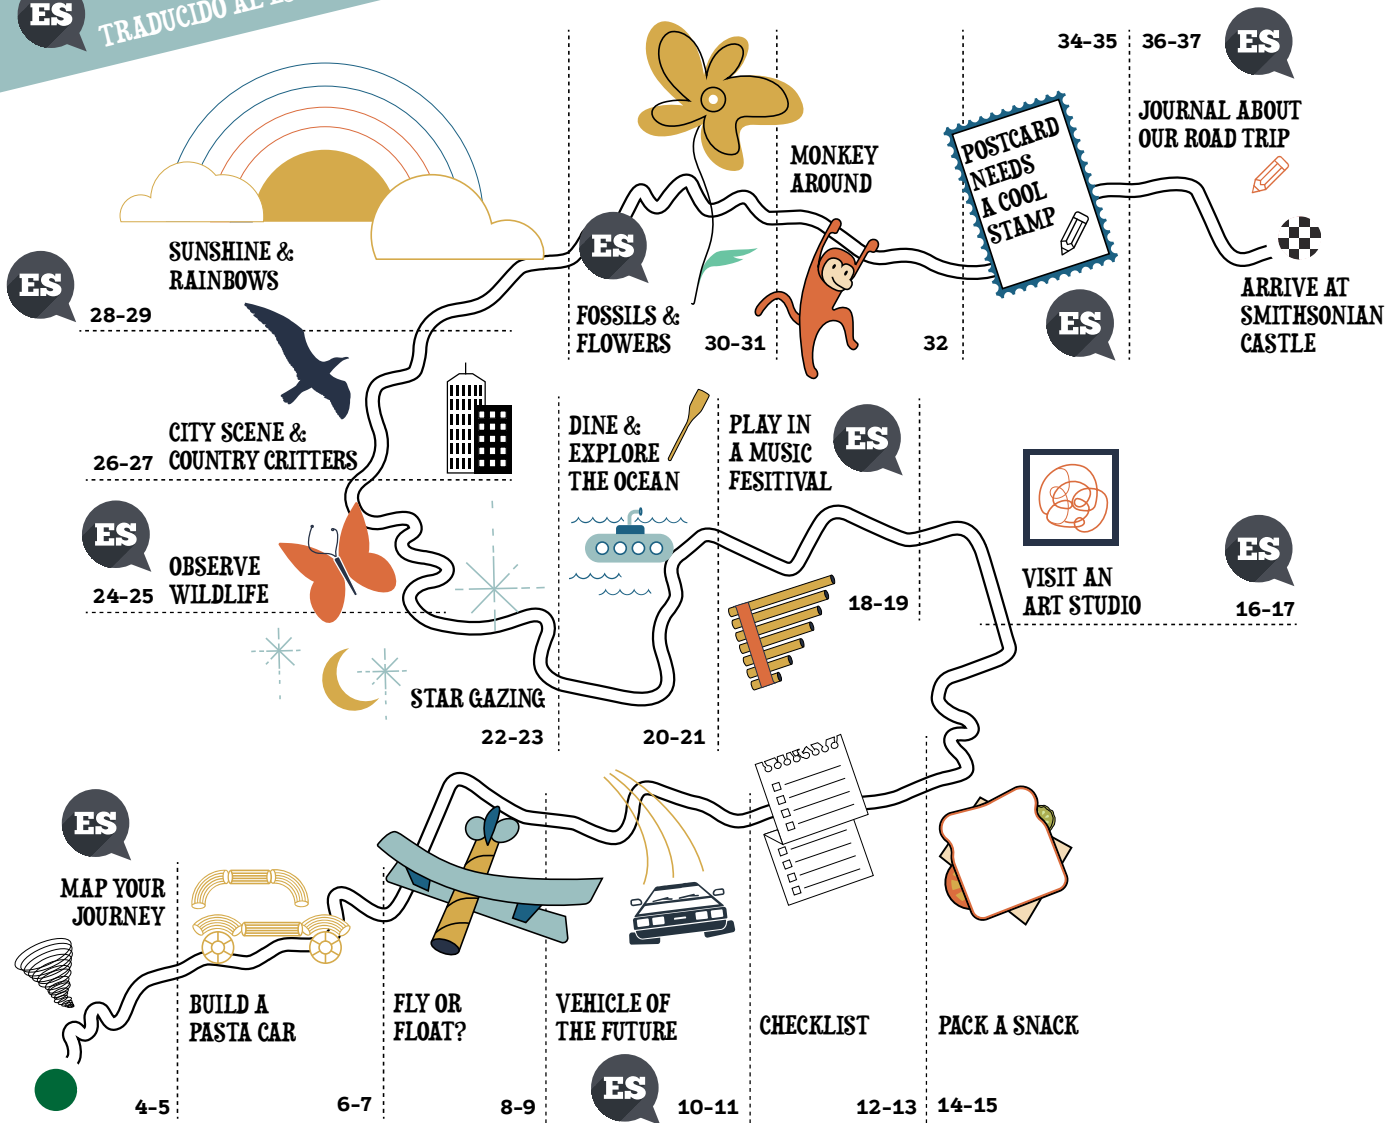 ES
TRADUCIDO AL
34-35
36-37
ES
JOURNAL ABOUT
OUR ROAD TRIP
POSTCARD
NEEDS
A COOL
STAMP
MONKEY
AROUND
ES
SUNSHINE &
RAINBOWS
ES
28-29
FOSSILS &
FLOWERS
30-31
32
ES
ARRIVE AT
SMITHSONIAN
CASTLE
CITY SCENE &
COUNTRY CRITTERS
26-27
DINE &
EXPLORE
THE OCEAN
PLAY IN
A MUSIC
FESITIVAL
ES
ES
OBSERVE
WILDLIFE
24-25
18-19
VISIT AN
ART STUDIO
ES
16-17
STAR GAZING
22-23
20-21
ES
MAP YOUR
JOURNEY
BUILD A
PASTA CAR
FLY OR
FLOAT?
VEHICLE OF
THE FUTURE
CHECKLIST
PACK A SNACK
4-5
6-7
8-9
ES
10-11
12-13
14-15